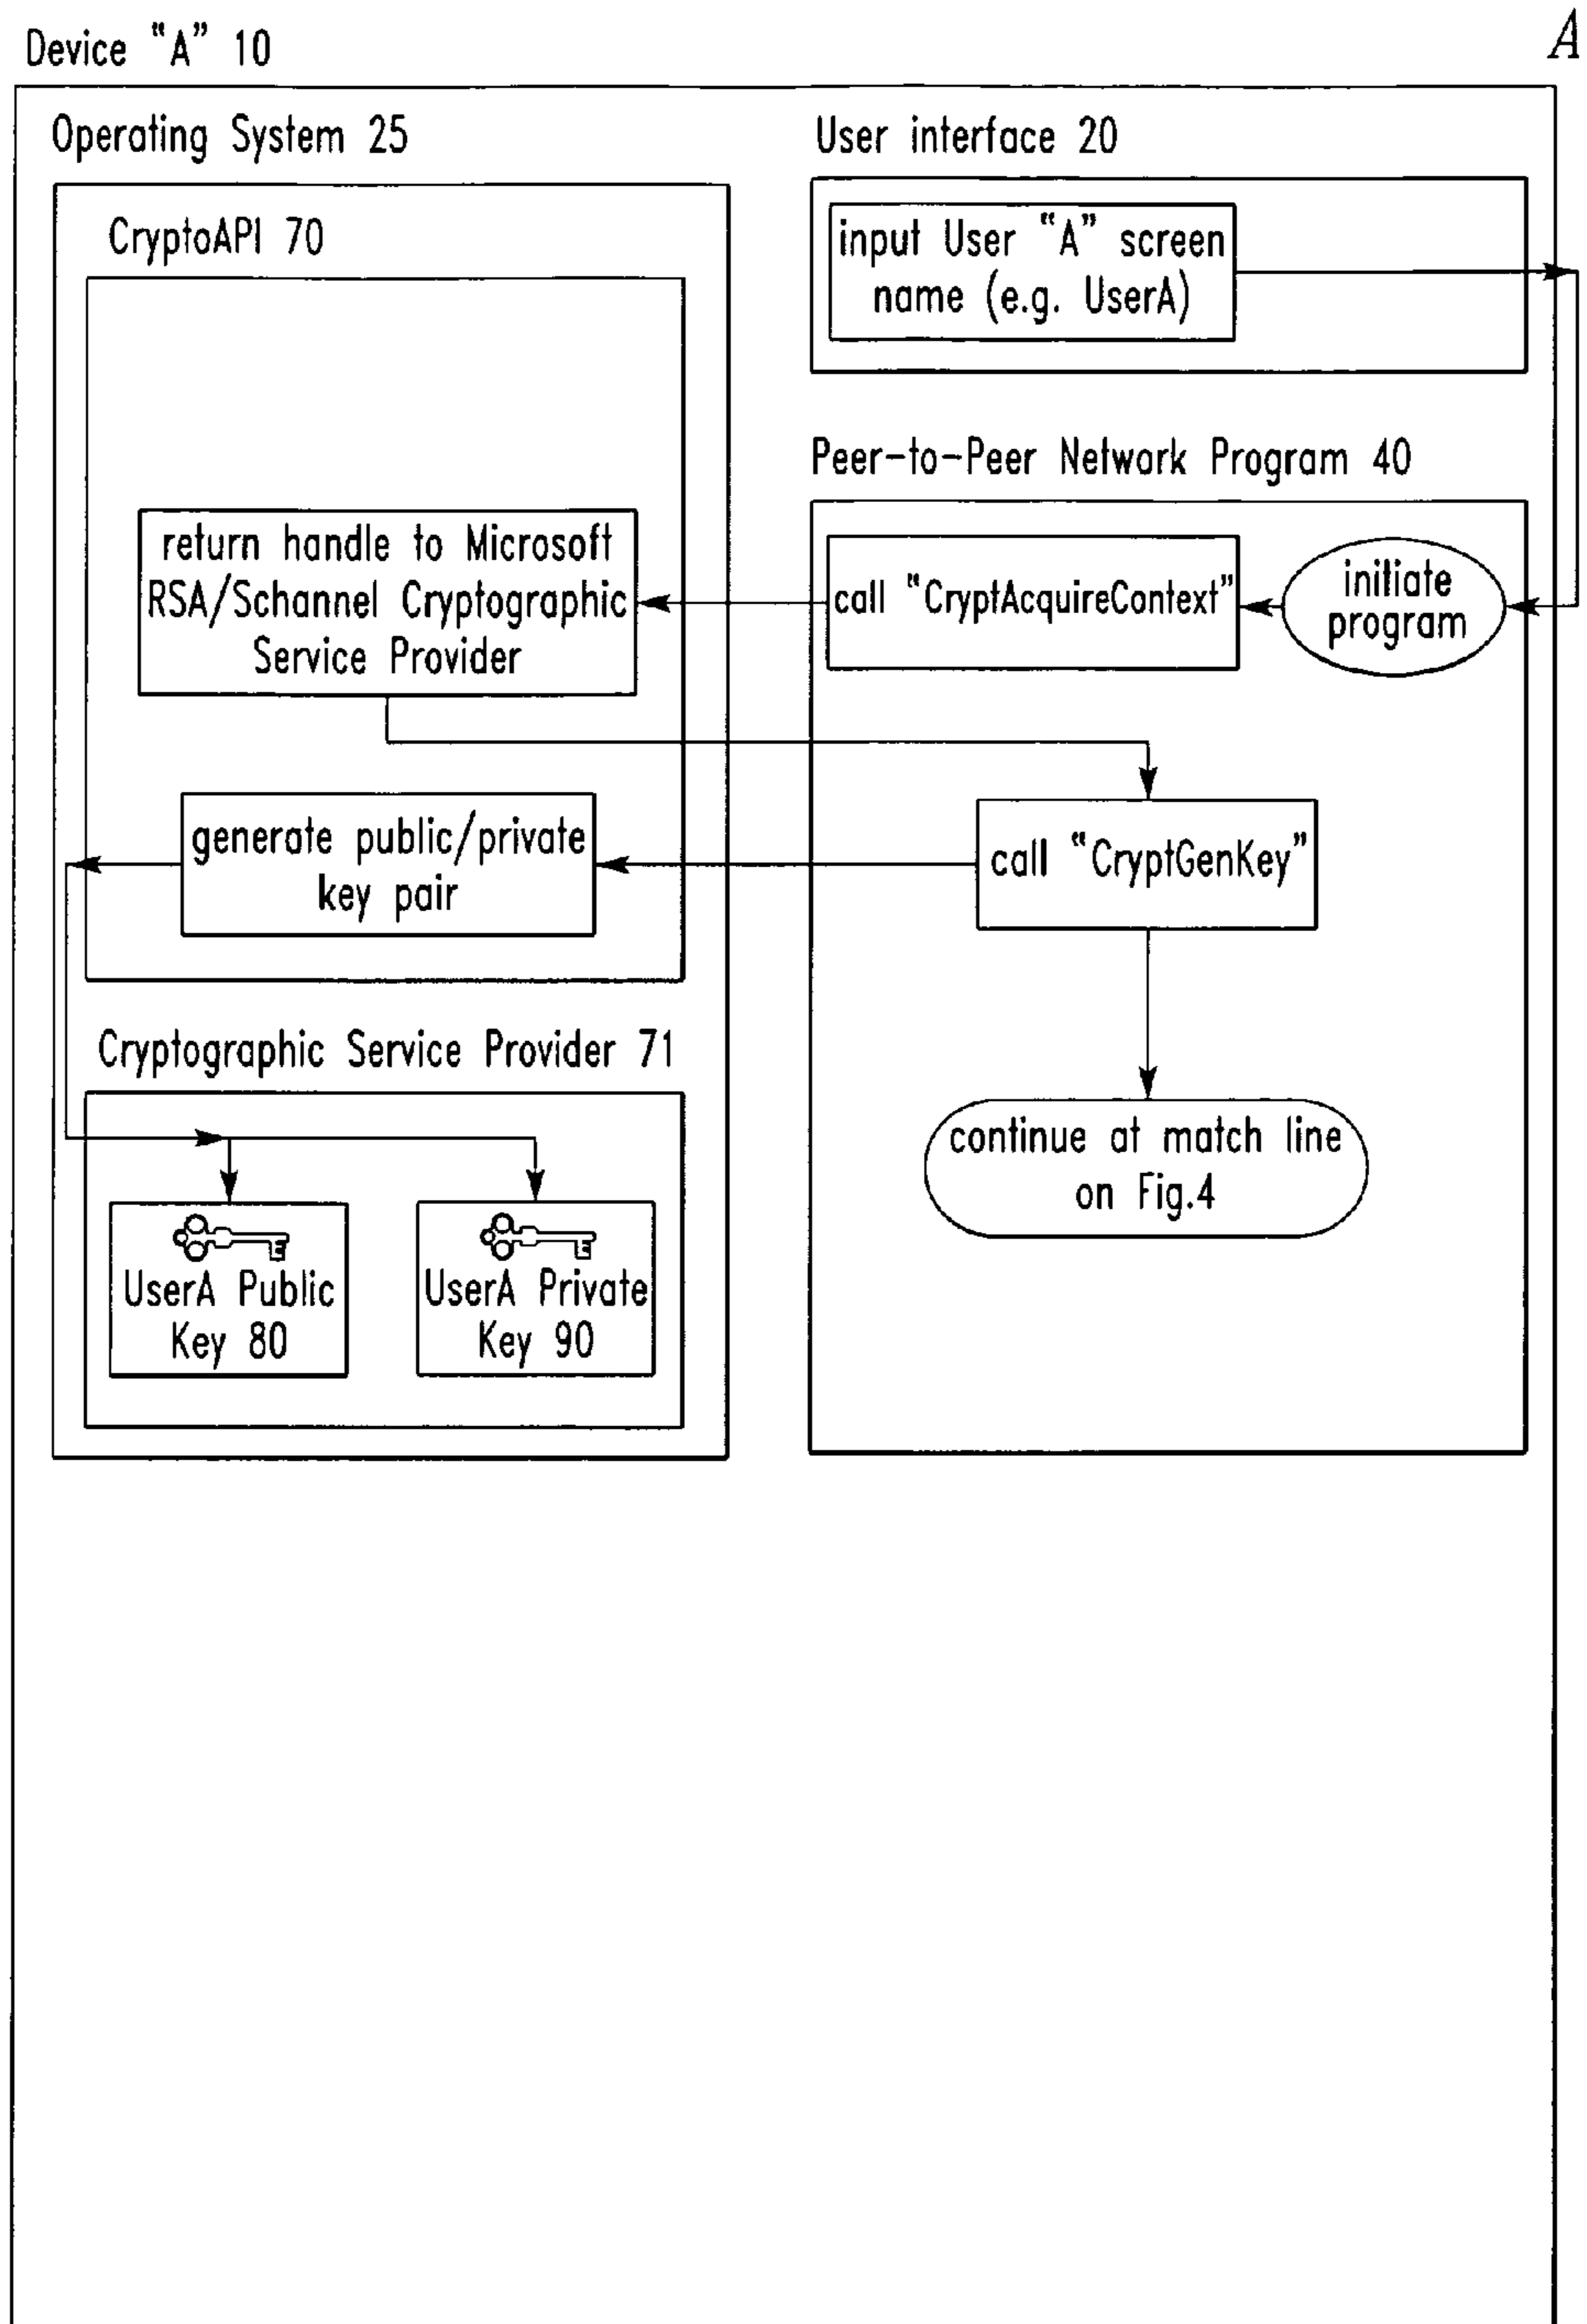 Device “A” 10
A
Operating System 25
CryptoAPI 70
return handle to Microsoft
RSA/Schannel Cryptographic
Service Provider
generate public/private
key pair
Cryptographic Service Provider 71
UserA Public
Key 80
UserA Private
Key 90
User interface 20
input User “A” screen
name (e.g. UserA)
Peer-to-Peer Network Program 40
call “CryptAcquireContext”
initiate
program
call “CryptGenKey”
continue at match line
on Fig.4